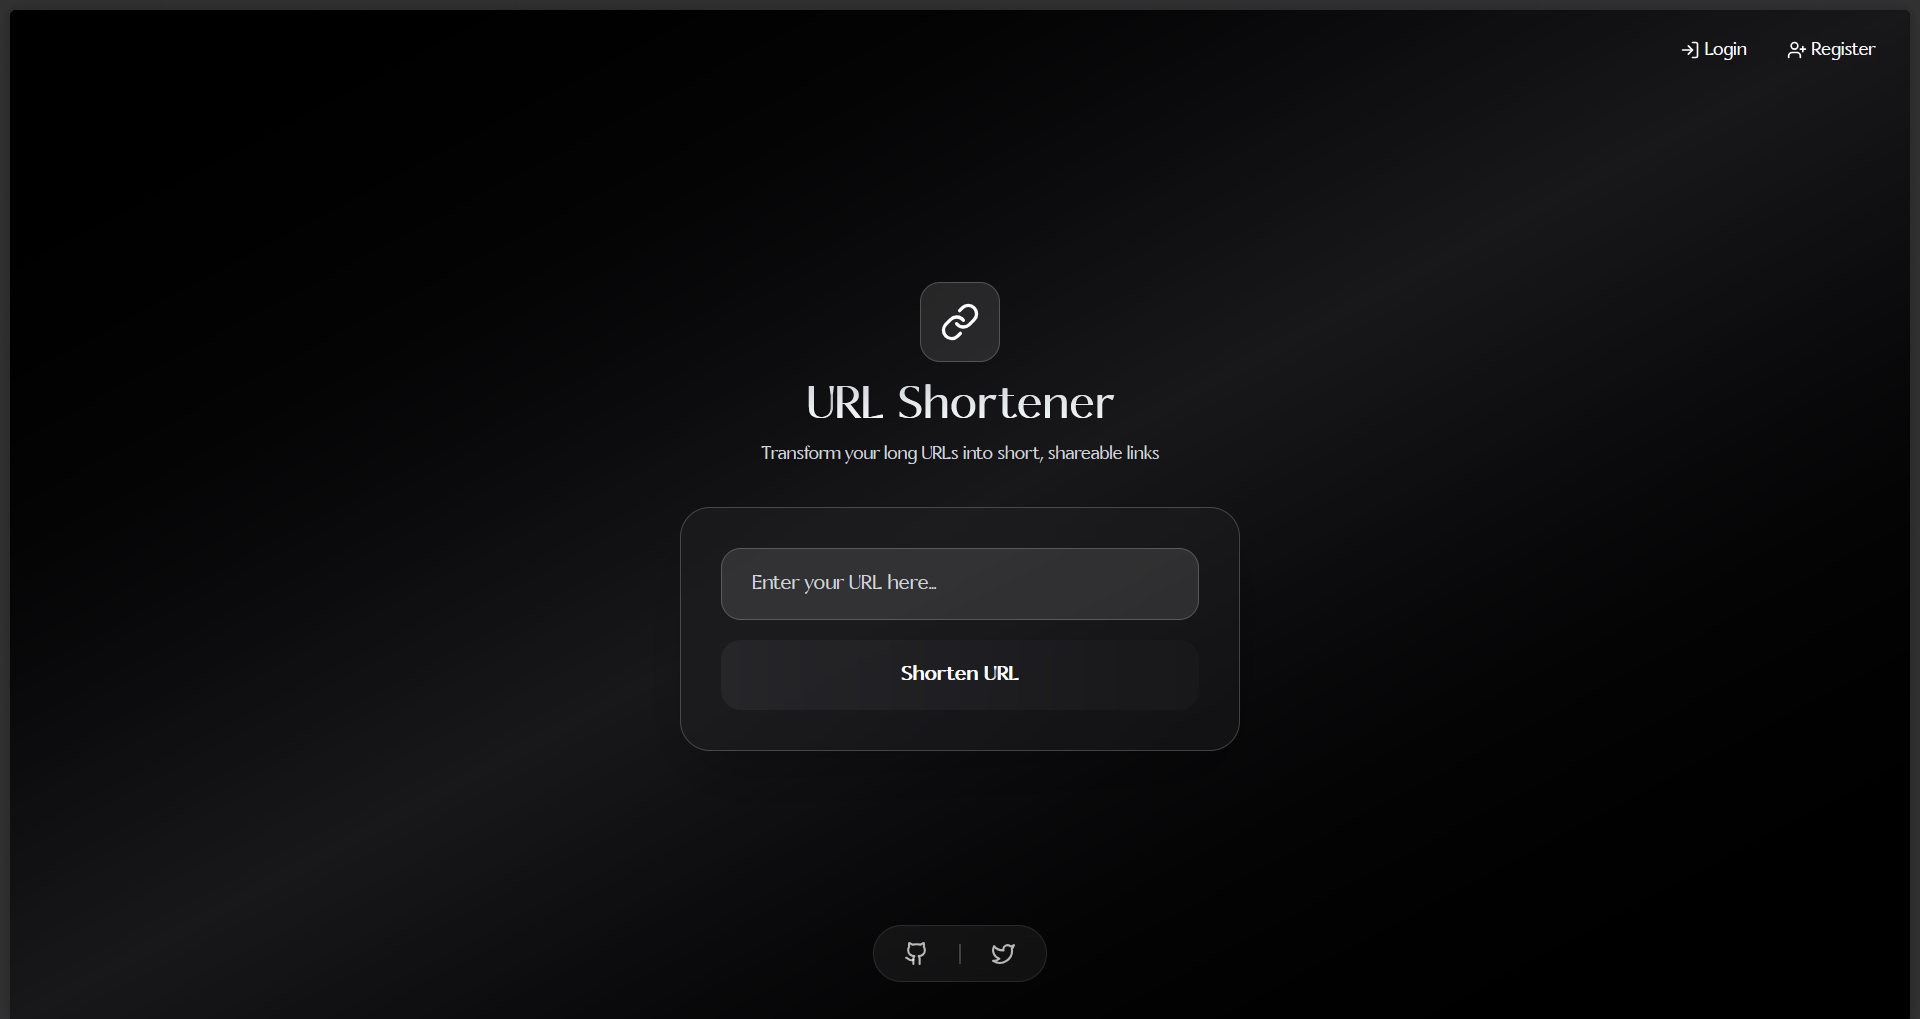 Login
Register
URL Shortener
Transform your long URLs into short, shareable links
Enter your URL here...
Shorten URL